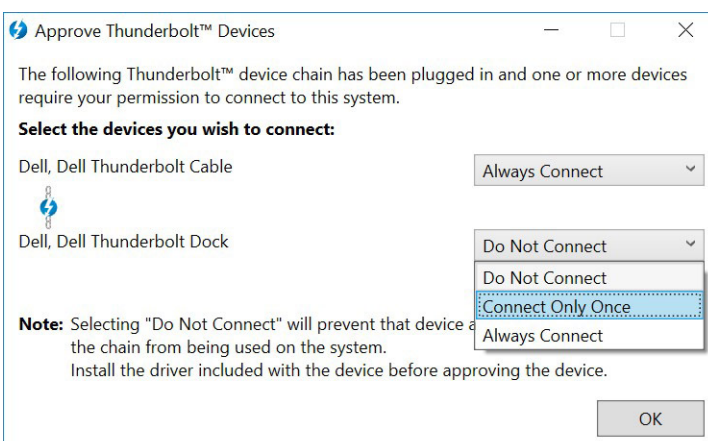 Approve Thunderbolt™ Devices
The following Thunderbolt™ device chain has been plugged in and one or more devices
require your permission to connect to this system.
Select the devices you wish to connect:
Dell, Dell Thunderbolt Cable
Always Connect
Dell, Dell Thunderbolt Dock
Do Not Connect
Do Not Connect
Connect Only Once
Always Connect
Note: Selecting "Do Not Connect" will prevent that device
the chain from being used on the system.
Install the driver included with the device before approving the device.
OK